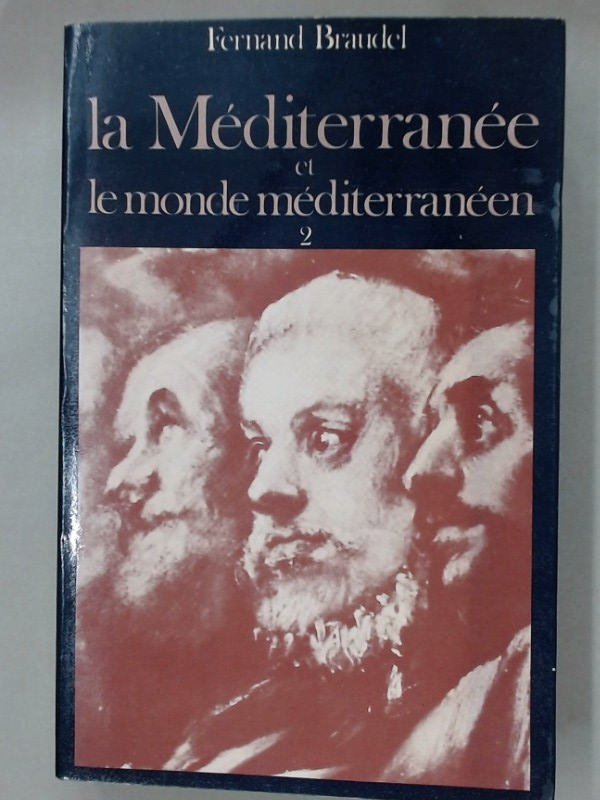 Fernand Braudel
la Méditerranée
et
le monde méditerranéen
2